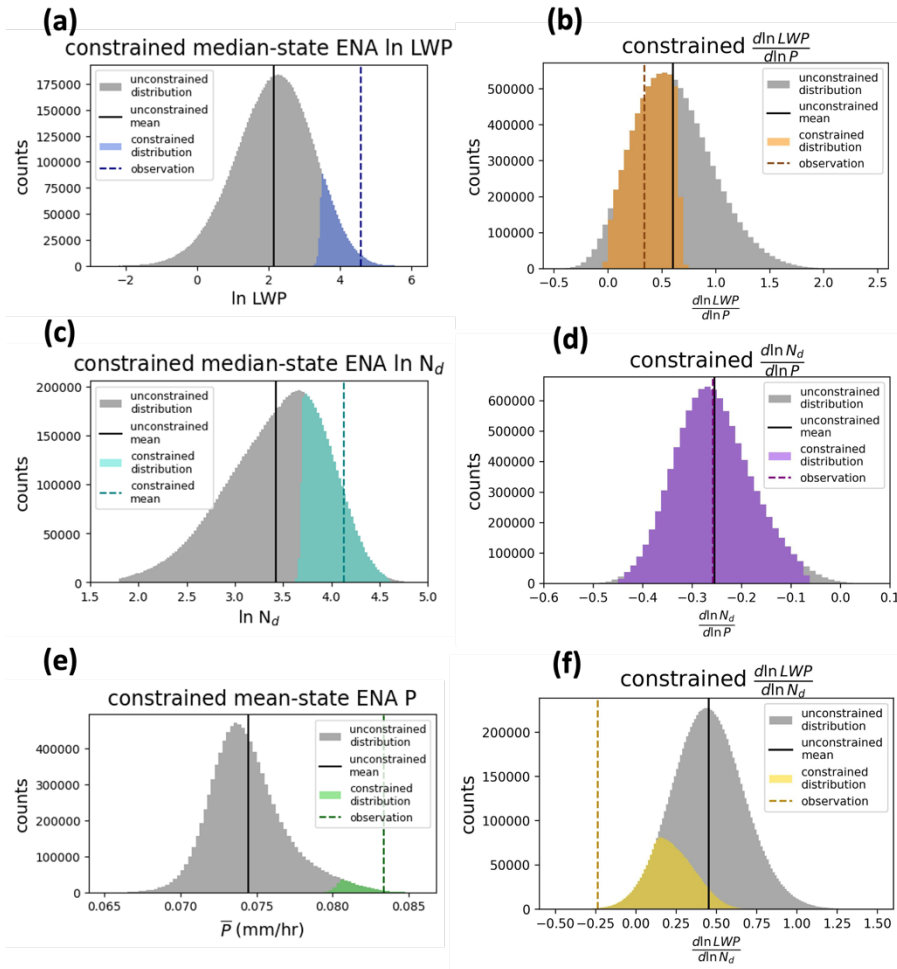 (a)
constrained median-state ENA ln LWP
counts
175000
150000
125000
100000
75000
50000
25000
0
unconstrained
distribution
unconstrained
mean
constrained
distribution
observation
−2
0
2
4
6
ln LWP
(b)
constrained dln LWP/dln P
counts
500000
400000
300000
200000
100000
0
unconstrained
distribution
unconstrained
mean
constrained
distribution
observation
−0.5
0.0
0.5
1.0
1.5
2.0
2.5
dln LWP/dln P
(c)
constrained median-state ENA ln N_d
counts
200000
150000
100000
50000
0
unconstrained
distribution
unconstrained
mean
constrained
distribution
constrained
mean
1.5
2.0
2.5
3.0
3.5
4.0
4.5
5.0
ln N_d
(d)
constrained dln N_d/dln P
counts
600000
500000
400000
300000
200000
100000
0
unconstrained
distribution
unconstrained
mean
constrained
distribution
observation
−0.6
−0.5
−0.4
−0.3
−0.2
−0.1
0.0
0.1
dln N_d/dln P
(e)
constrained mean-state ENA P
counts
400000
300000
200000
100000
0
unconstrained
distribution
unconstrained
mean
constrained
distribution
observation
0.065
0.070
0.075
0.080
0.085
P̅ (mm/hr)
(f)
constrained dln LWP/dln N_d
counts
200000
150000
100000
50000
0
unconstrained
distribution
unconstrained
mean
constrained
distribution
observation
−0.50
−0.25
0.00
0.25
0.50
0.75
1.00
1.25
1.50
dln LWP/dln N_d